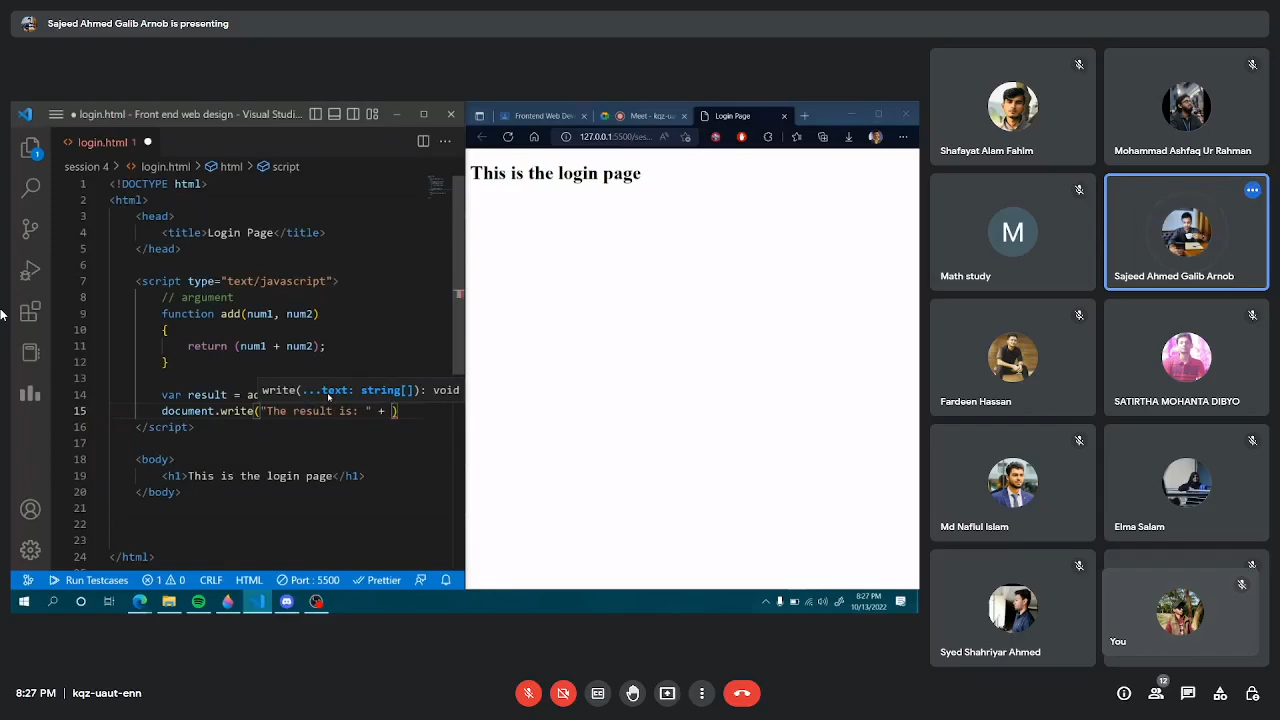 Sajeed Ahmed Galib Arnob is presenting
login.html - Front end web design - Visual Studi...
login.html 1
session 4 > login.html > html > script
1 <!DOCTYPE html>
2 <html>
3 <head>
4 <title>Login Page</title>
5 </head>
6
7 <script type="text/javascript">
8 // argument
9 function add(num1, num2)
10 {
11 return (num1 + num2);
12 }
13
write(...text: string[]): void
14 var result = ad
15 document.write("The result is: " + )
16 </script>
17
18 <body>
19 <h1>This is the login page</h1>
20 </body>
21
22
23
24 </html>
1
Run Testcases 1 0 CRLF HTML Port : 5500 Prettier
Frontend Web De
Meet - kqz-ua
Login Page
127.0.0.1:5500/ses...
This is the login page
8:27 PM
10/13/2022
Shafayat Alam Fahim
Mohammad Ashfaq Ur Rahman
M
Math study
Sajeed Ahmed Galib Arnob
Fardeen Hassan
SATIRTHA MOHANTA DIBYO
Md Nafiul Islam
Elma Salam
Syed Shahriyar Ahmed
You
8:27 PM | kqz-uaut-enn
12